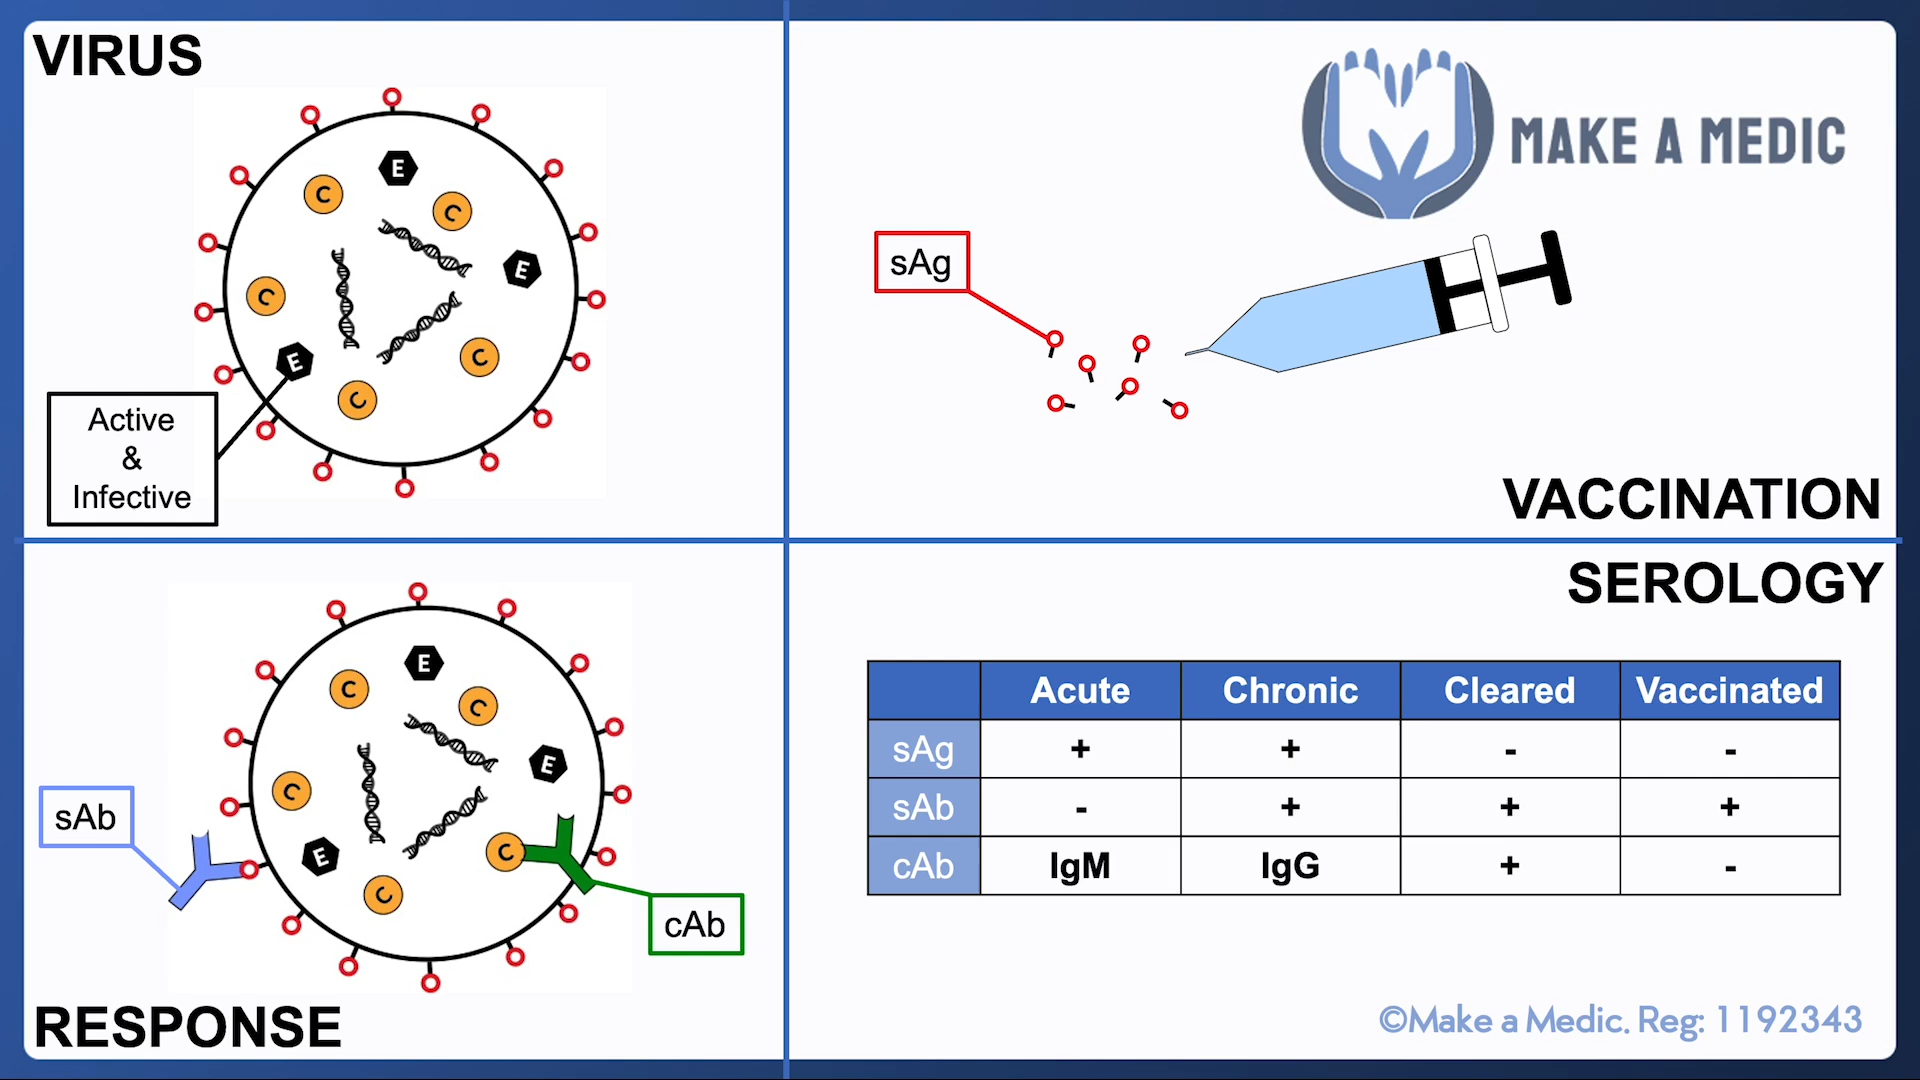 VIRUS
E
C
C
E
C
E
C
C
Active
&
Infective
MAKE A MEDIC
sAg
VACCINATION
E
C
C
E
C
sAb
E
C
C
cAb
RESPONSE
SEROLOGY
Acute Chronic Cleared Vaccinated
sAg + + - -
sAb - + + +
cAb IgM IgG + -
©Make a Medic. Reg: 1192343